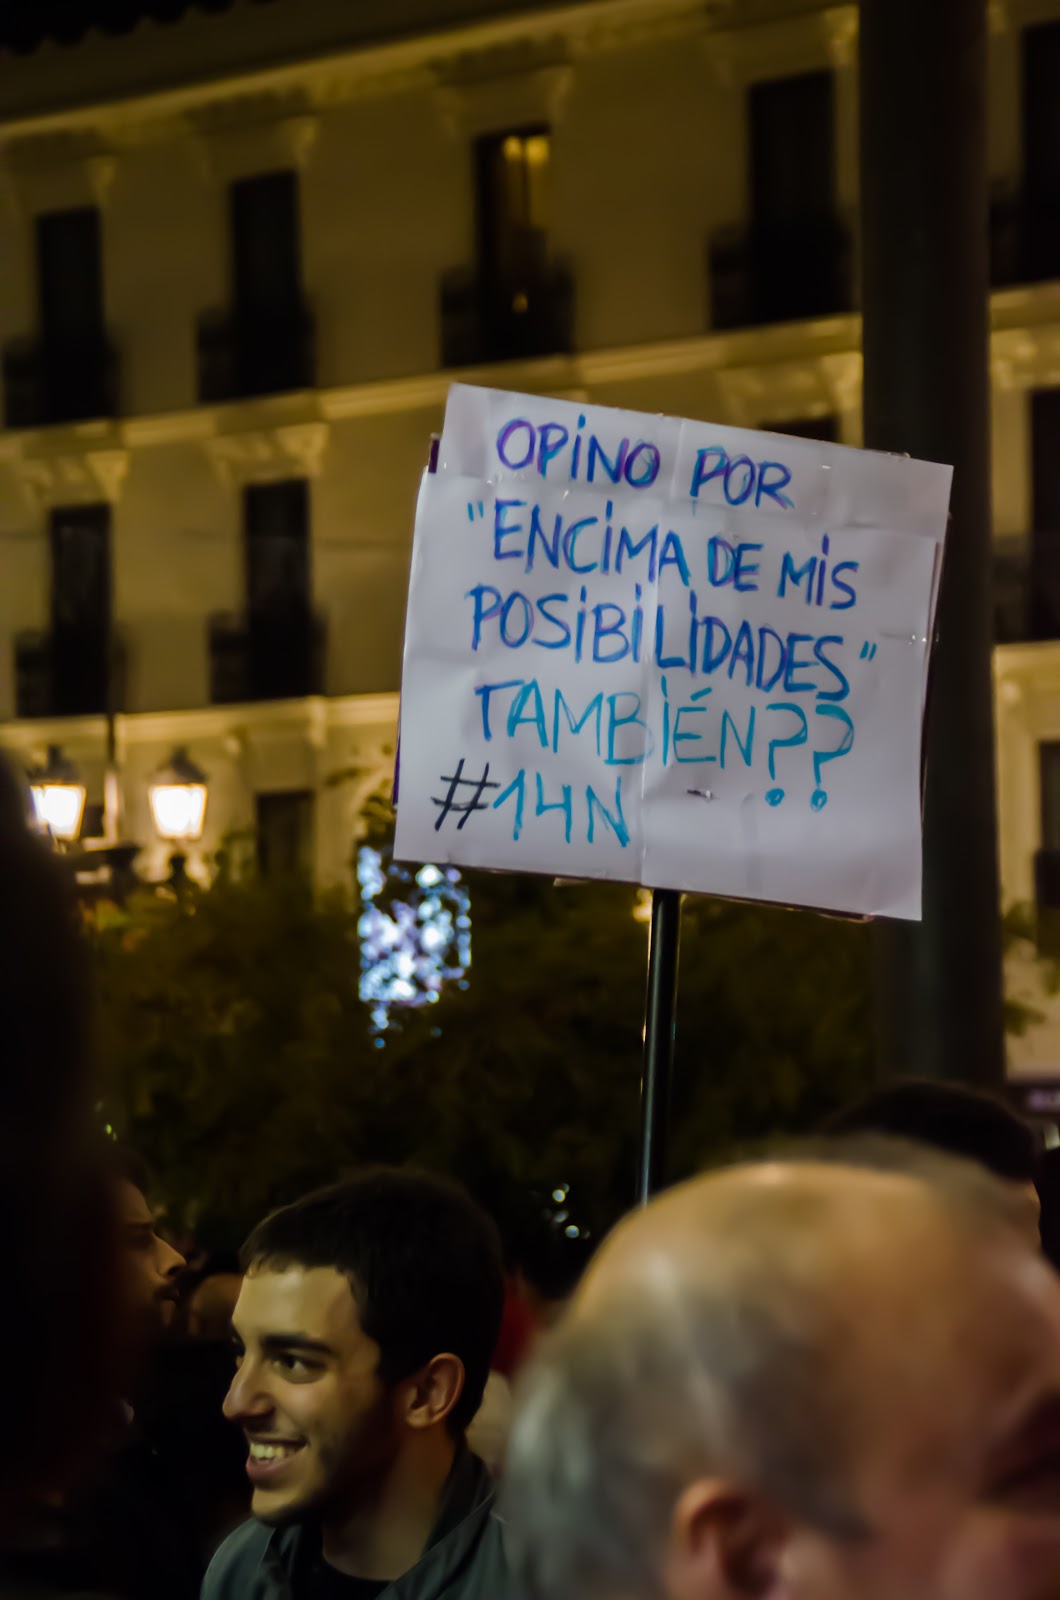 OPiNO POR
"ENCiMA DE MiS
POSiBiLiDADES"
TAMBIÉN??
#14N